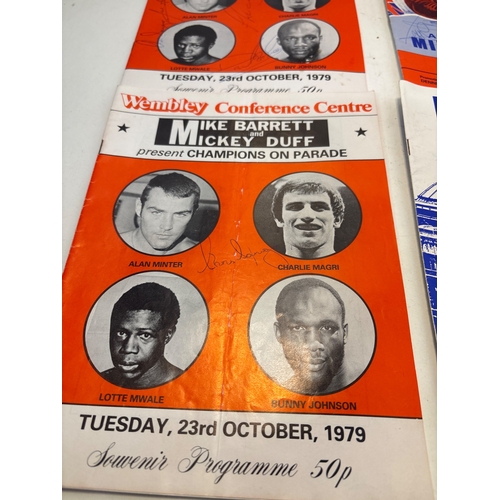 LOTTE MWALE
BUNNY JOHNSON
TUESDAY, 23rd OCTOBER, 1979
Souvenir Programme 50p
Wembley Conference Centre
MIKE BARRETT
and
MICKEY DUFF
present CHAMPIONS ON PARADE
ALAN MINTER
CHARLIE MAGRI
LOTTE MWALE
BUNNY JOHNSON
TUESDAY, 23rd OCTOBER, 1979
Souvenir Programme 50p